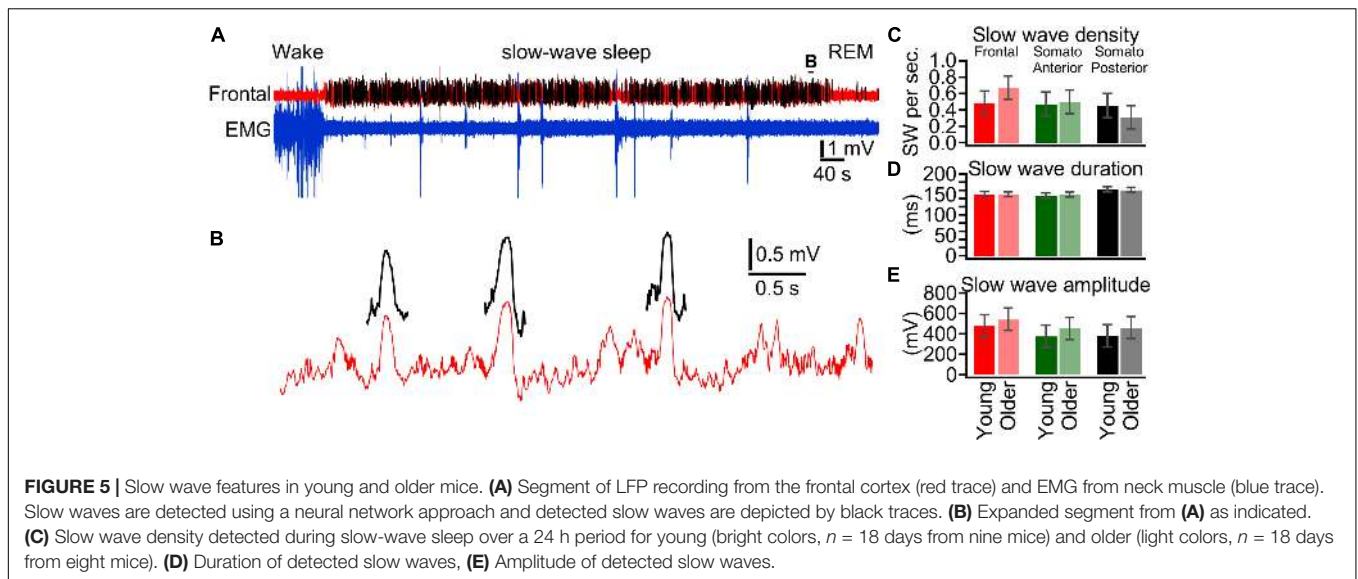 A
Wake
slow-wave sleep
REM
B
Frontal
EMG
1 mV
40 s
B
0.5 mV
0.5 s
C
Slow wave density
Frontal
Somato Anterior
Somato Posterior
SW per sec.
1.0
0.8
0.6
0.4
0.2
0.0
D
Slow wave duration
(ms)
200
150
100
50
0
E
Slow wave amplitude
(mV)
800
600
400
200
0
Young
Older
Young
Older
Young
Older
FIGURE 5 | Slow wave features in young and older mice. (A) Segment of LFP recording from the frontal cortex (red trace) and EMG from neck muscle (blue trace).
Slow waves are detected using a neural network approach and detected slow waves are depicted by black traces. (B) Expanded segment from (A) as indicated.
(C) Slow wave density detected during slow-wave sleep over a 24 h period for young (bright colors, n = 18 days from nine mice) and older (light colors, n = 18 days
from eight mice). (D) Duration of detected slow waves, (E) Amplitude of detected slow waves.